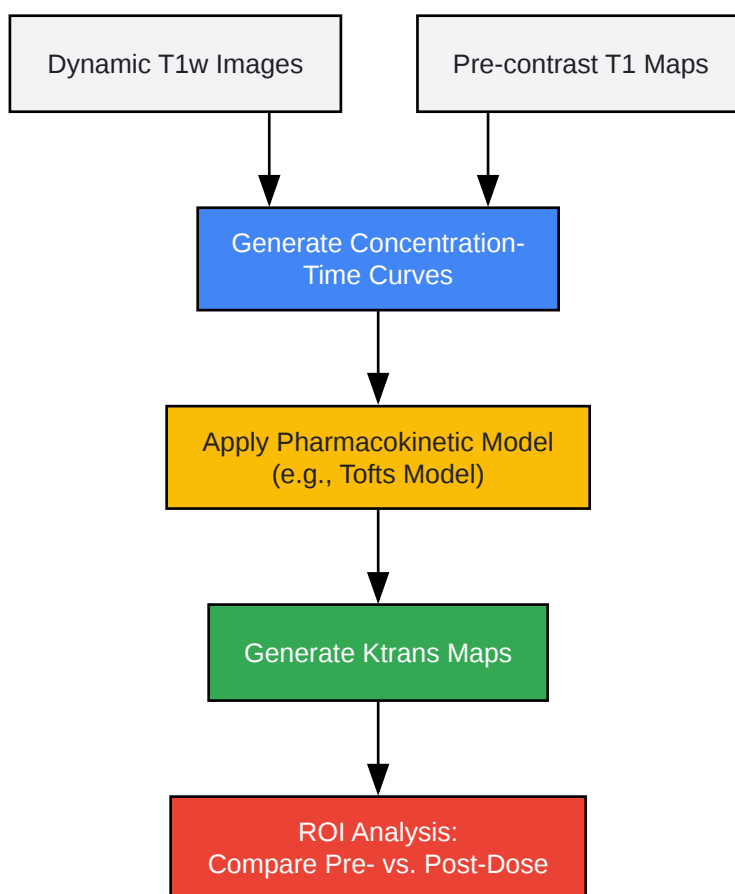 Dynamic T1w Images
Pre-contrast T1 Maps
Generate Concentration-
Time Curves
Apply Pharmacokinetic Model
(e.g., Tofts Model)
Generate Ktrans Maps
ROI Analysis:
Compare Pre- vs. Post-Dose